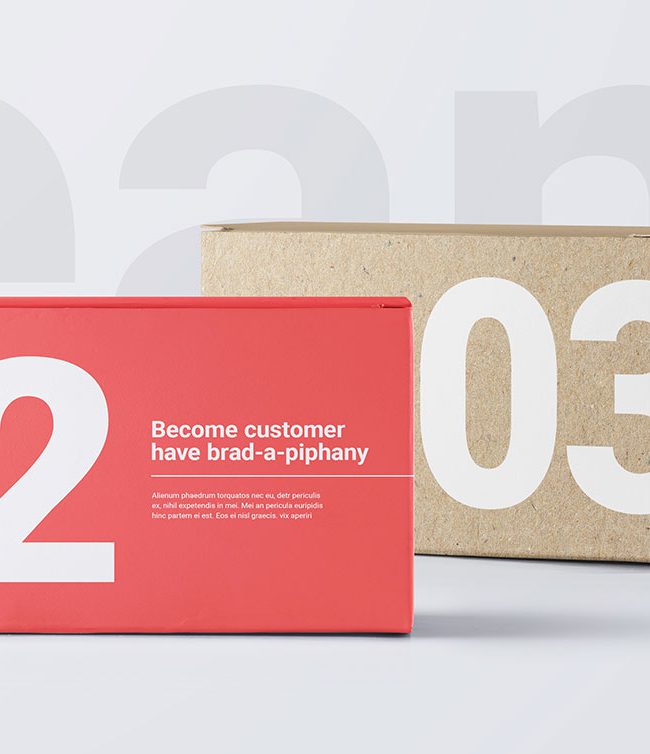 an
03
2
Become customer
have brad-a-piphany
Alienum phaedrum torquatos nec eu, detr periculis
ex, nihil expetendis in mei. Mei an pericula euripidis
hinc partem ei est. Eos ei nisl graecis. vix aperiri